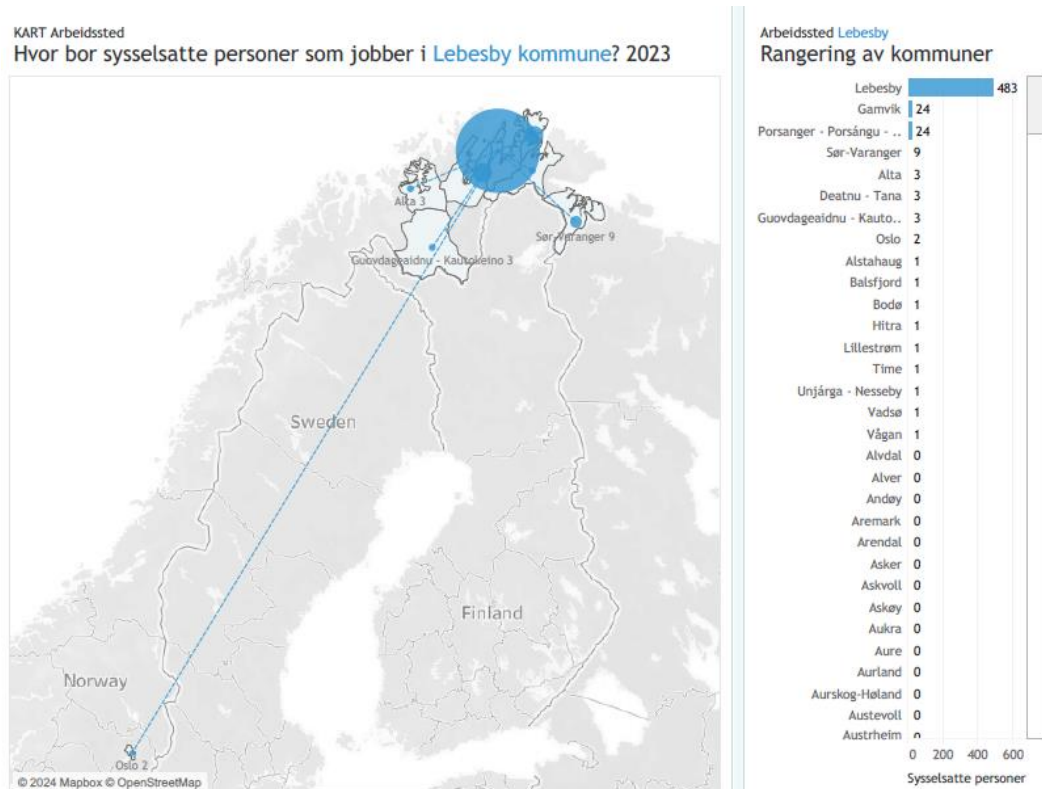 KART Arbeidssted
Hvor bor sysselsatte personer som jobber i Lebesby kommune? 2023
Alta 3
Sør-Varanger 9
Guovdageaidnu - Kautokeino 3
Sweden
Finland
Norway
Oslo 2
© 2024 Mapbox © OpenStreetMap
Arbeidssted Lebesby
Rangering av kommuner
Lebesby 483
Gamvik 24
Porsanger - Porsángu - .. 24
Sør-Varanger 9
Alta 3
Deatnu - Tana 3
Guovdageaidnu - Kauto.. 3
Oslo 2
Alstahaug 1
Balsfjord 1
Bodø 1
Hitra 1
Lillestrøm 1
Time 1
Unjárga - Nesseby 1
Vadsø 1
Vågan 1
Alvdal 0
Alver 0
Andøy 0
Aremark 0
Arendal 0
Asker 0
Askvoll 0
Askøy 0
Aukra 0
Aure 0
Aurland 0
Aurskog-Høland 0
Austevoll 0
Austrheim 0
0 200 400 600
Sysselsatte personer